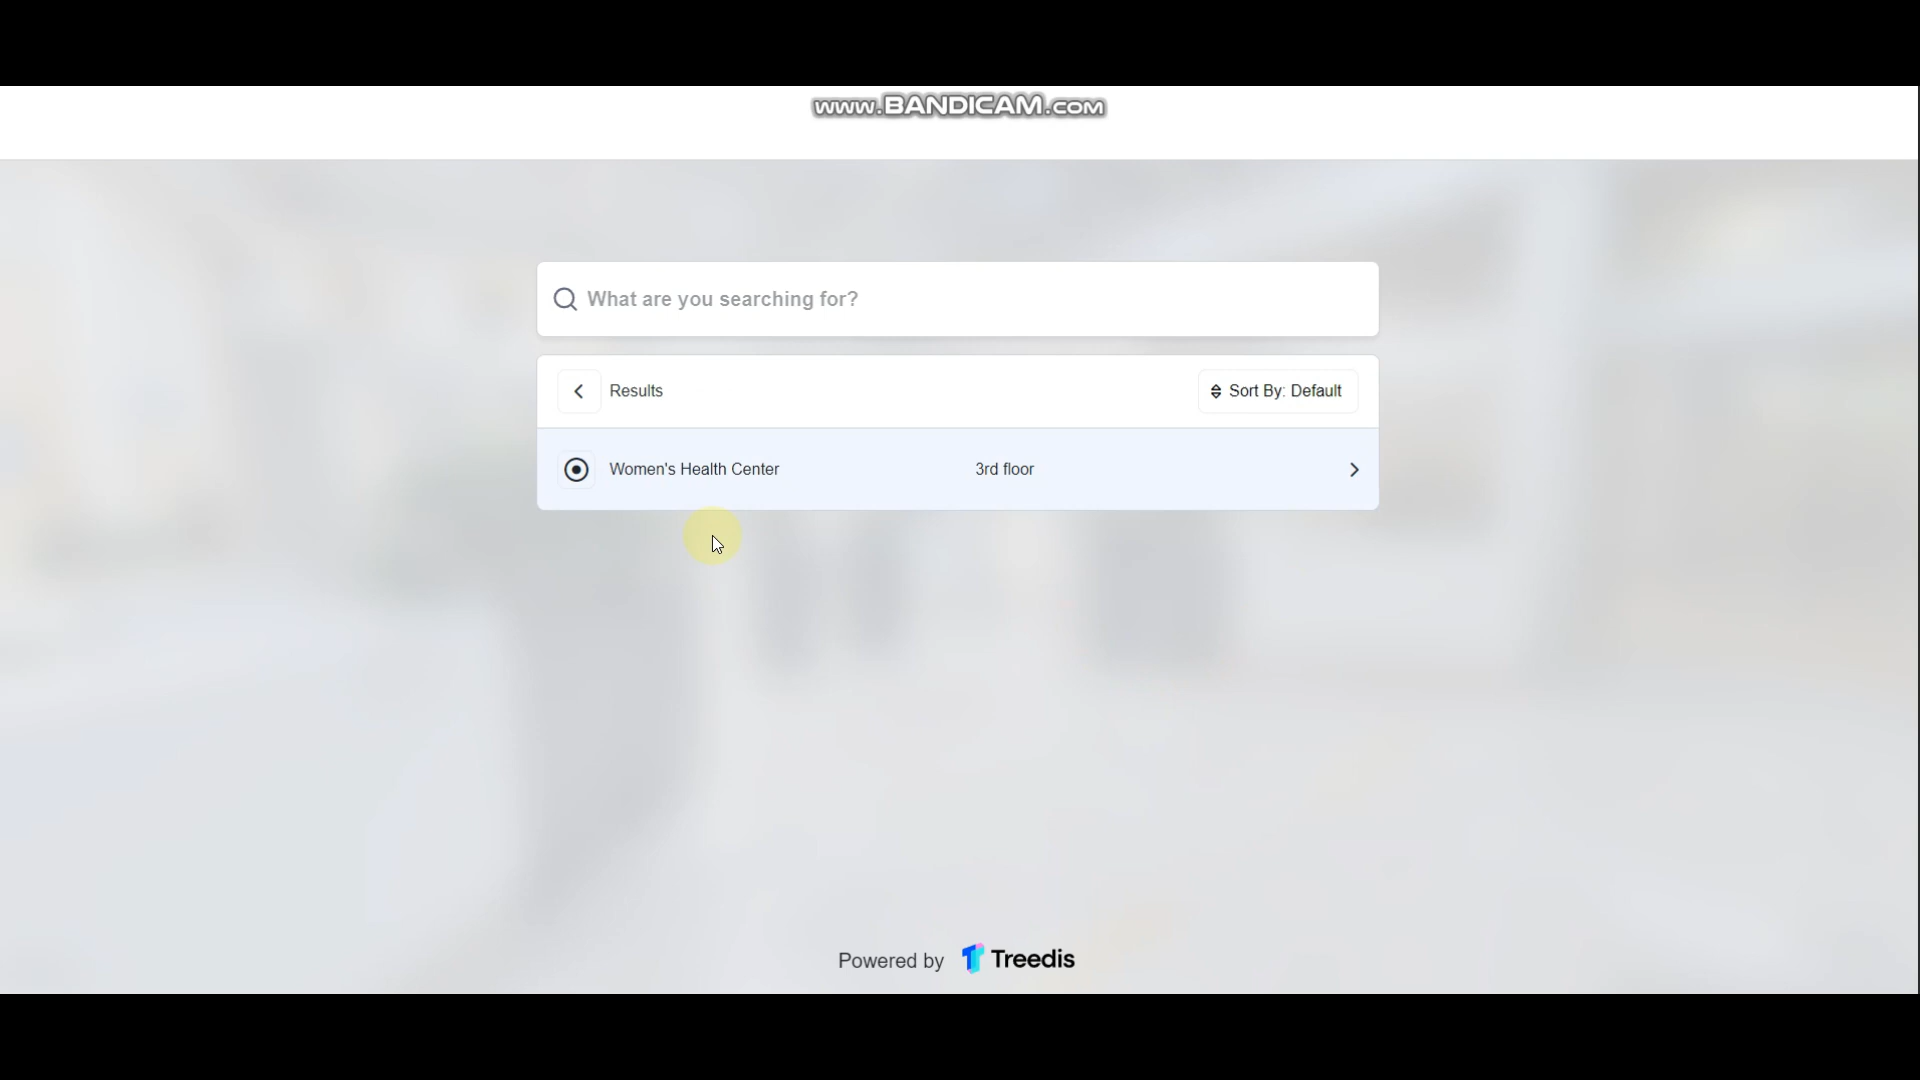 www.BANDICAM.com
What are you searching for?
Results
Sort By: Default
Women's Health Center
3rd floor
Powered by Treedis